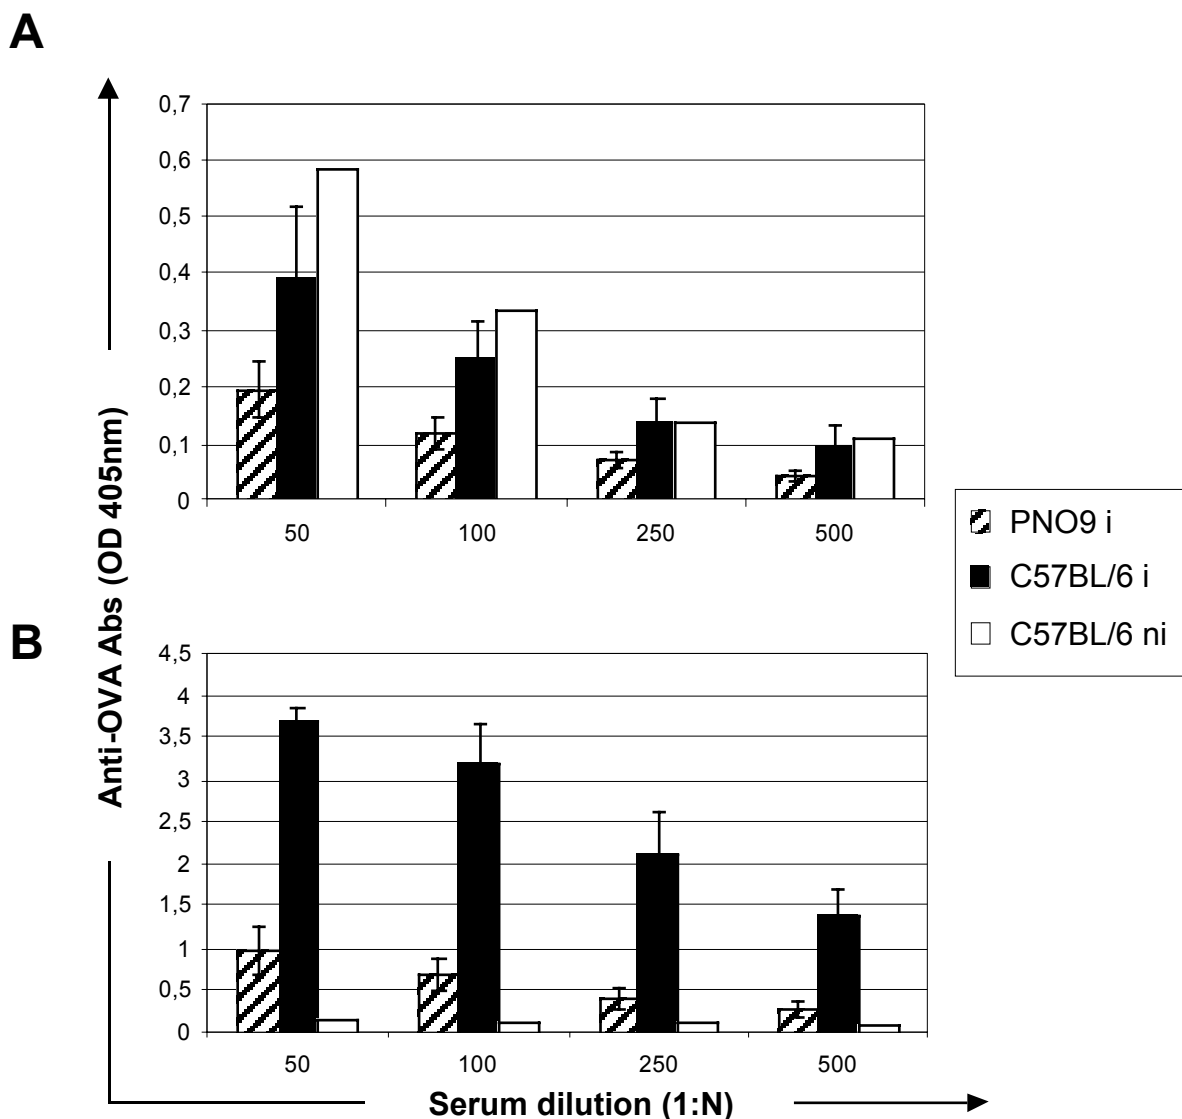 A
Anti-OVA Abs (OD 405nm)
0,7
0,6
0,5
0,4
0,3
0,2
0,1
0
50 100 250 500
PNO9 i
C57BL/6 i
C57BL/6 ni
B
4,5
4
3,5
3
2,5
2
1,5
1
0,5
0
50 100 250 500
Serum dilution (1:N)